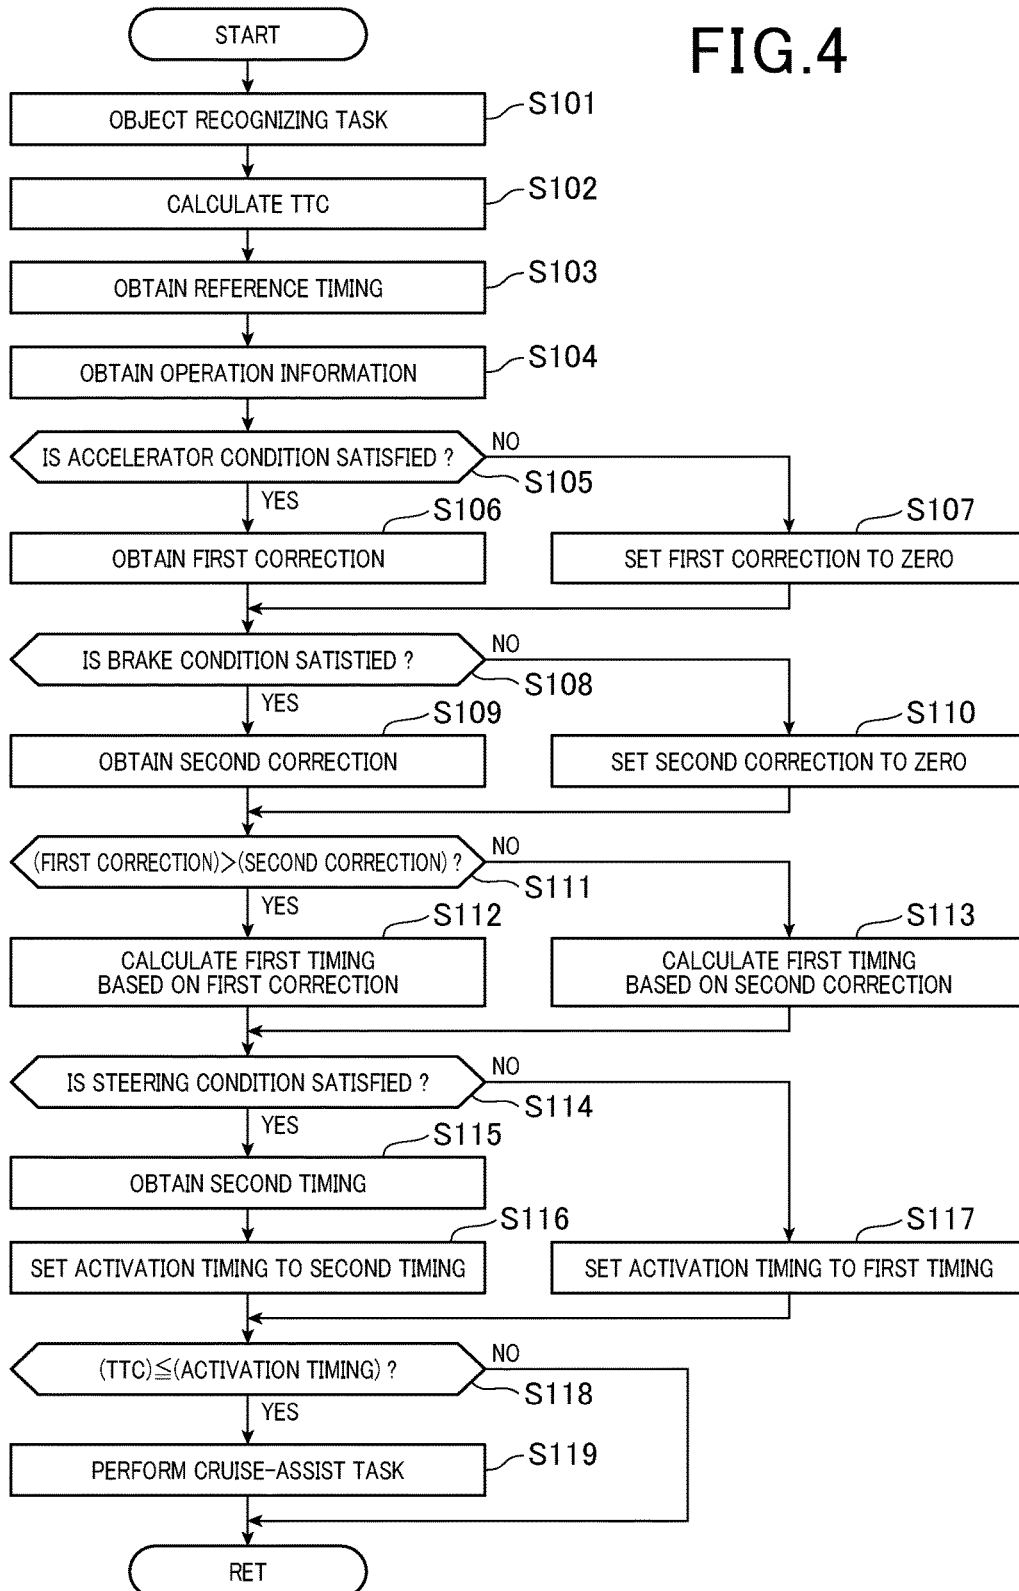 FIG.4
START
OBJECT RECOGNIZING TASK
S101
CALCULATE TTC
S102
OBTAIN REFERENCE TIMING
S103
OBTAIN OPERATION INFORMATION
S104
IS ACCELERATOR CONDITION SATISFIED ?
NO
S105
YES
S106
S107
OBTAIN FIRST CORRECTION
SET FIRST CORRECTION TO ZERO
IS BRAKE CONDITION SATISTIED ?
NO
S108
YES
S109
S110
OBTAIN SECOND CORRECTION
SET SECOND CORRECTION TO ZERO
(FIRST CORRECTION)>(SECOND CORRECTION) ?
NO
S111
YES
S112
S113
CALCULATE FIRST TIMING
BASED ON FIRST CORRECTION
CALCULATE FIRST TIMING
BASED ON SECOND CORRECTION
IS STEERING CONDITION SATISFIED ?
NO
S114
YES
S115
OBTAIN SECOND TIMING
S116
S117
SET ACTIVATION TIMING TO SECOND TIMING
SET ACTIVATION TIMING TO FIRST TIMING
(TTC)≦(ACTIVATION TIMING) ?
NO
S118
YES
PERFORM CRUISE-ASSIST TASK
S119
RET